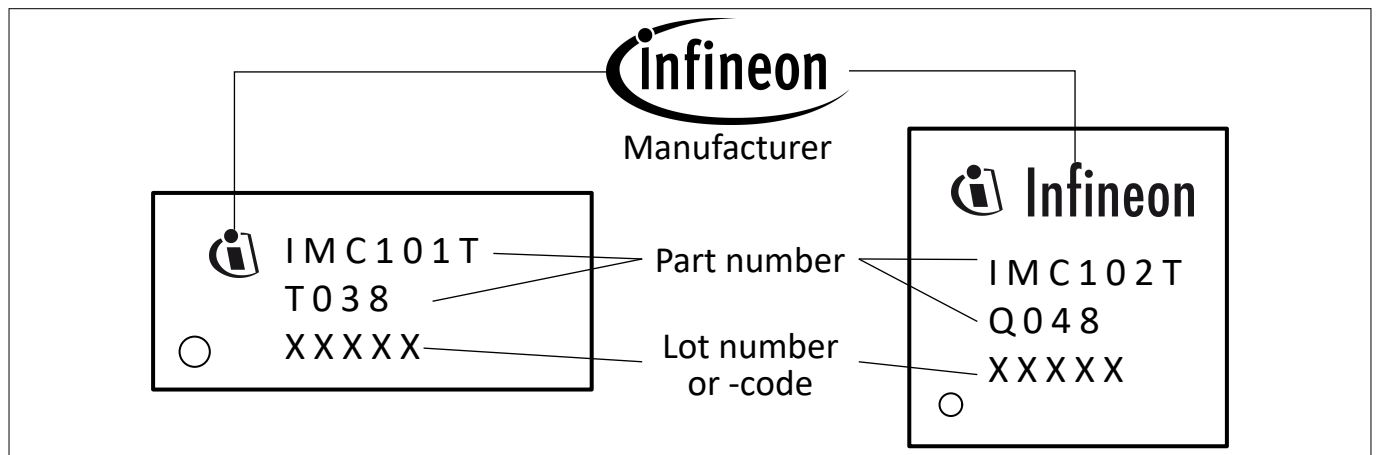 infineon
Manufacturer
IMC101T
T038
XXXXX
Part number
Lot number
or -code
Infineon
IMC102T
Q048
XXXXX